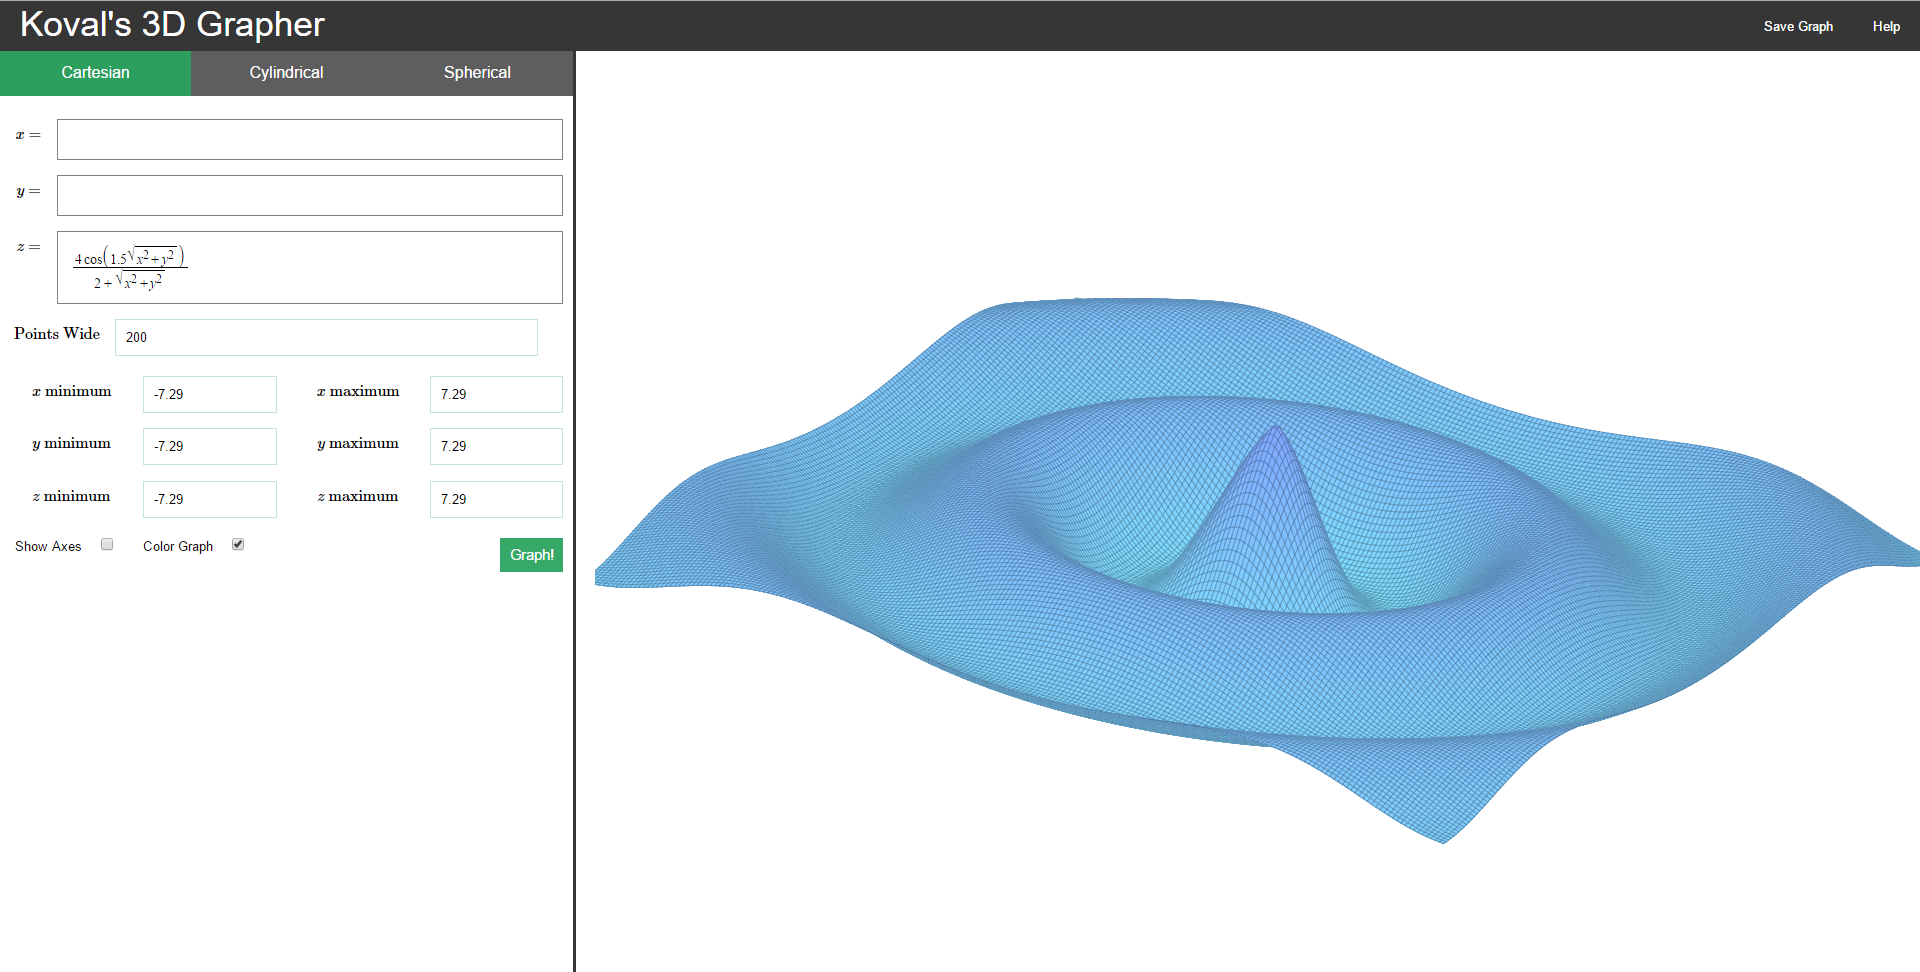 Koval's 3D Grapher
Save Graph Help
Cartesian Cylindrical Spherical
x =
y =
z = \frac{4\cos(1.5\sqrt{x^2+y^2})}{2+\sqrt{x^2+y^2}}
Points Wide 200
x minimum -7.29 x maximum 7.29
y minimum -7.29 y maximum 7.29
z minimum -7.29 z maximum 7.29
Show Axes Color Graph Graph!